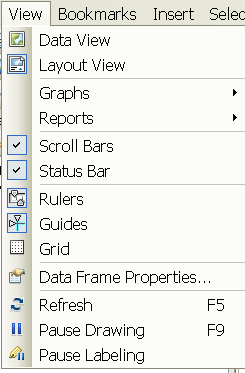 View Bookmarks Insert Selec
Data View
Layout View
Graphs
Reports
Scroll Bars
Status Bar
Rulers
Guides
Grid
Data Frame Properties...
Refresh F5
Pause Drawing F9
Pause Labeling